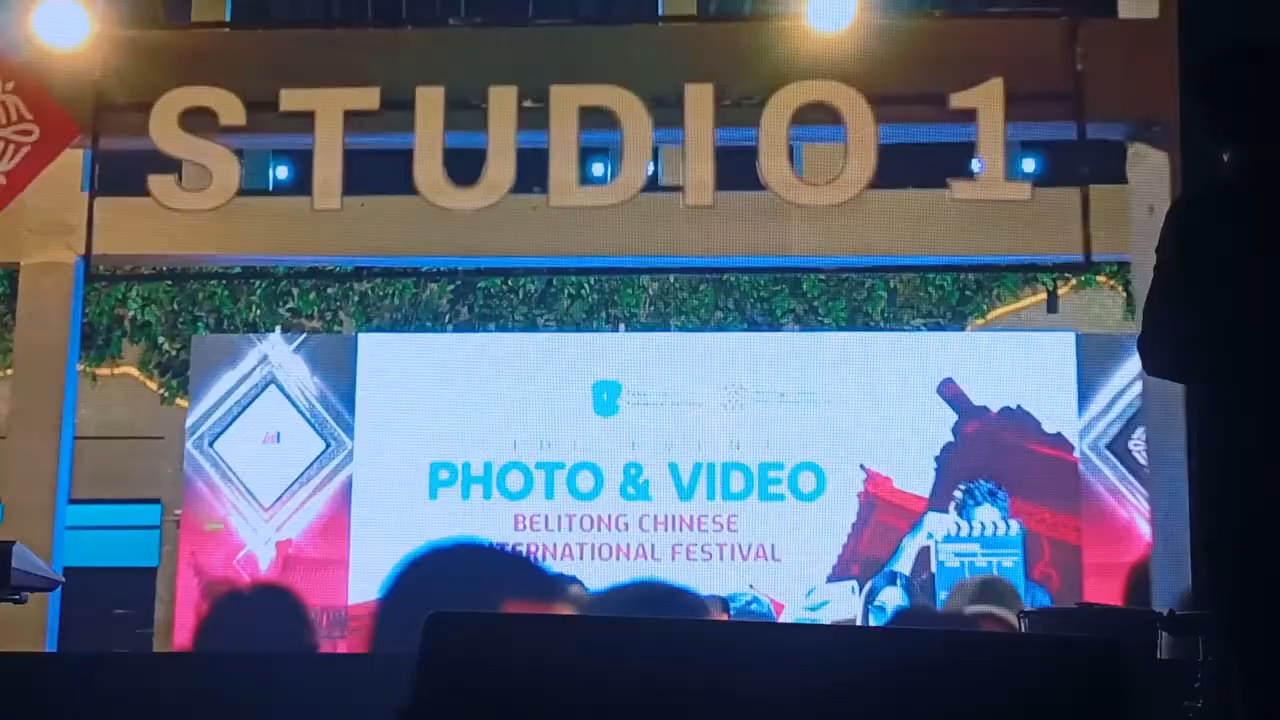 STUDIO 1
PHOTO & VIDEO
BELITONG CHINESE
INTERNATIONAL FESTIVAL